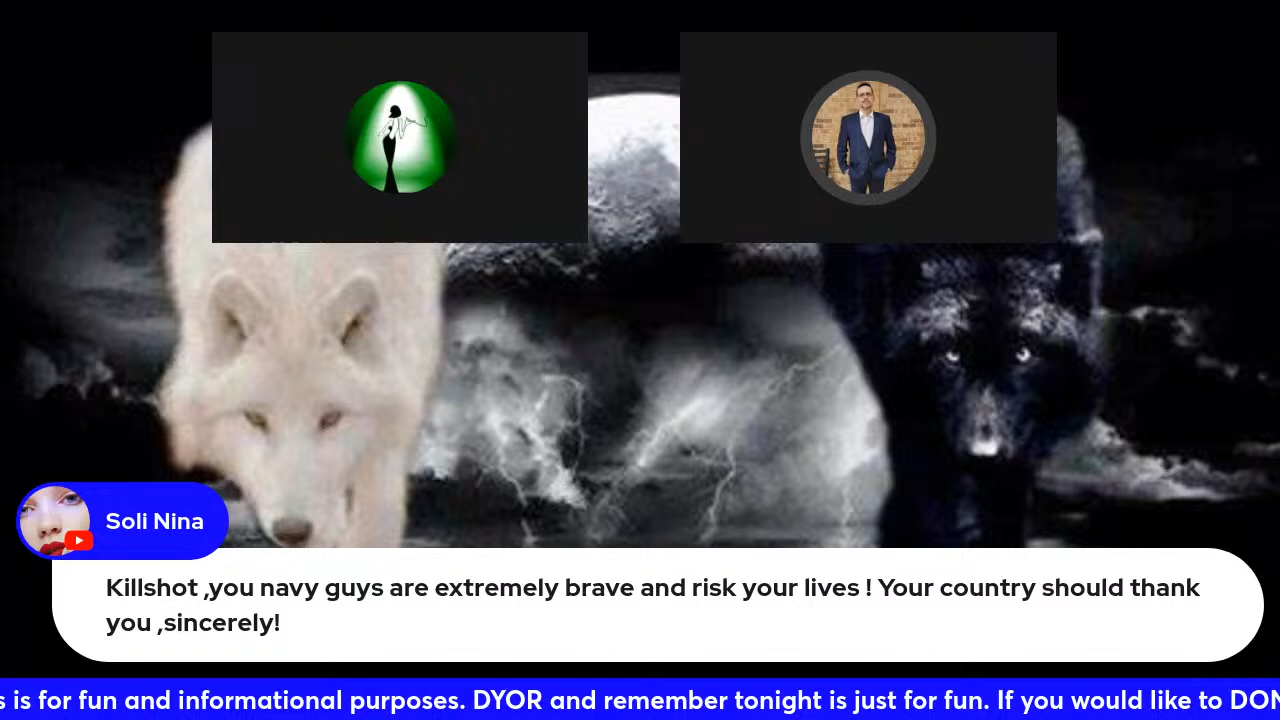 Soli Nina
Killshot ,you navy guys are extremely brave and risk your lives ! Your country should thank
you ,sincerely!
is for fun and informational purposes. DYOR and remember tonight is just for fun. If you would like to